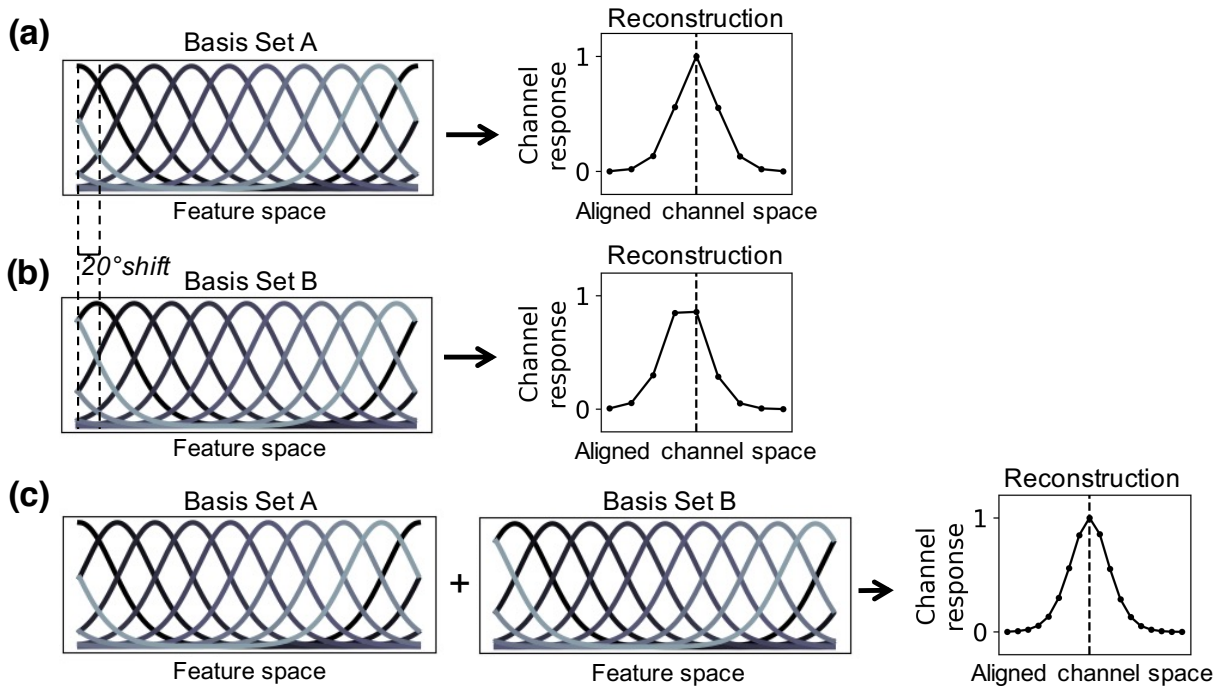 (a)
Basis Set A
Feature space
Reconstruction
Channel
response
1
0
Aligned channel space
20°shift
(b)
Basis Set B
Feature space
Reconstruction
Channel
response
1
0
Aligned channel space
(c)
Basis Set A
Feature space
+
Basis Set B
Feature space
Reconstruction
Channel
response
1
0
Aligned channel space